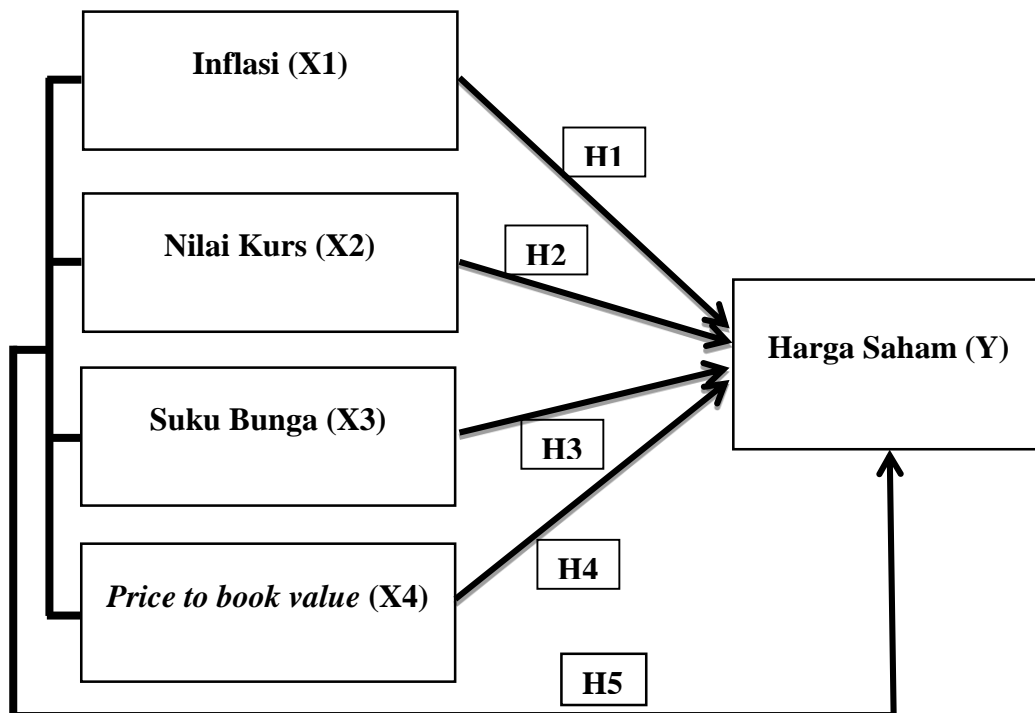 Inflasi (X1)
H1
Nilai Kurs (X2)
H2
Harga Saham (Y)
Suku Bunga (X3)
H3
Price to book value (X4)
H4
H5